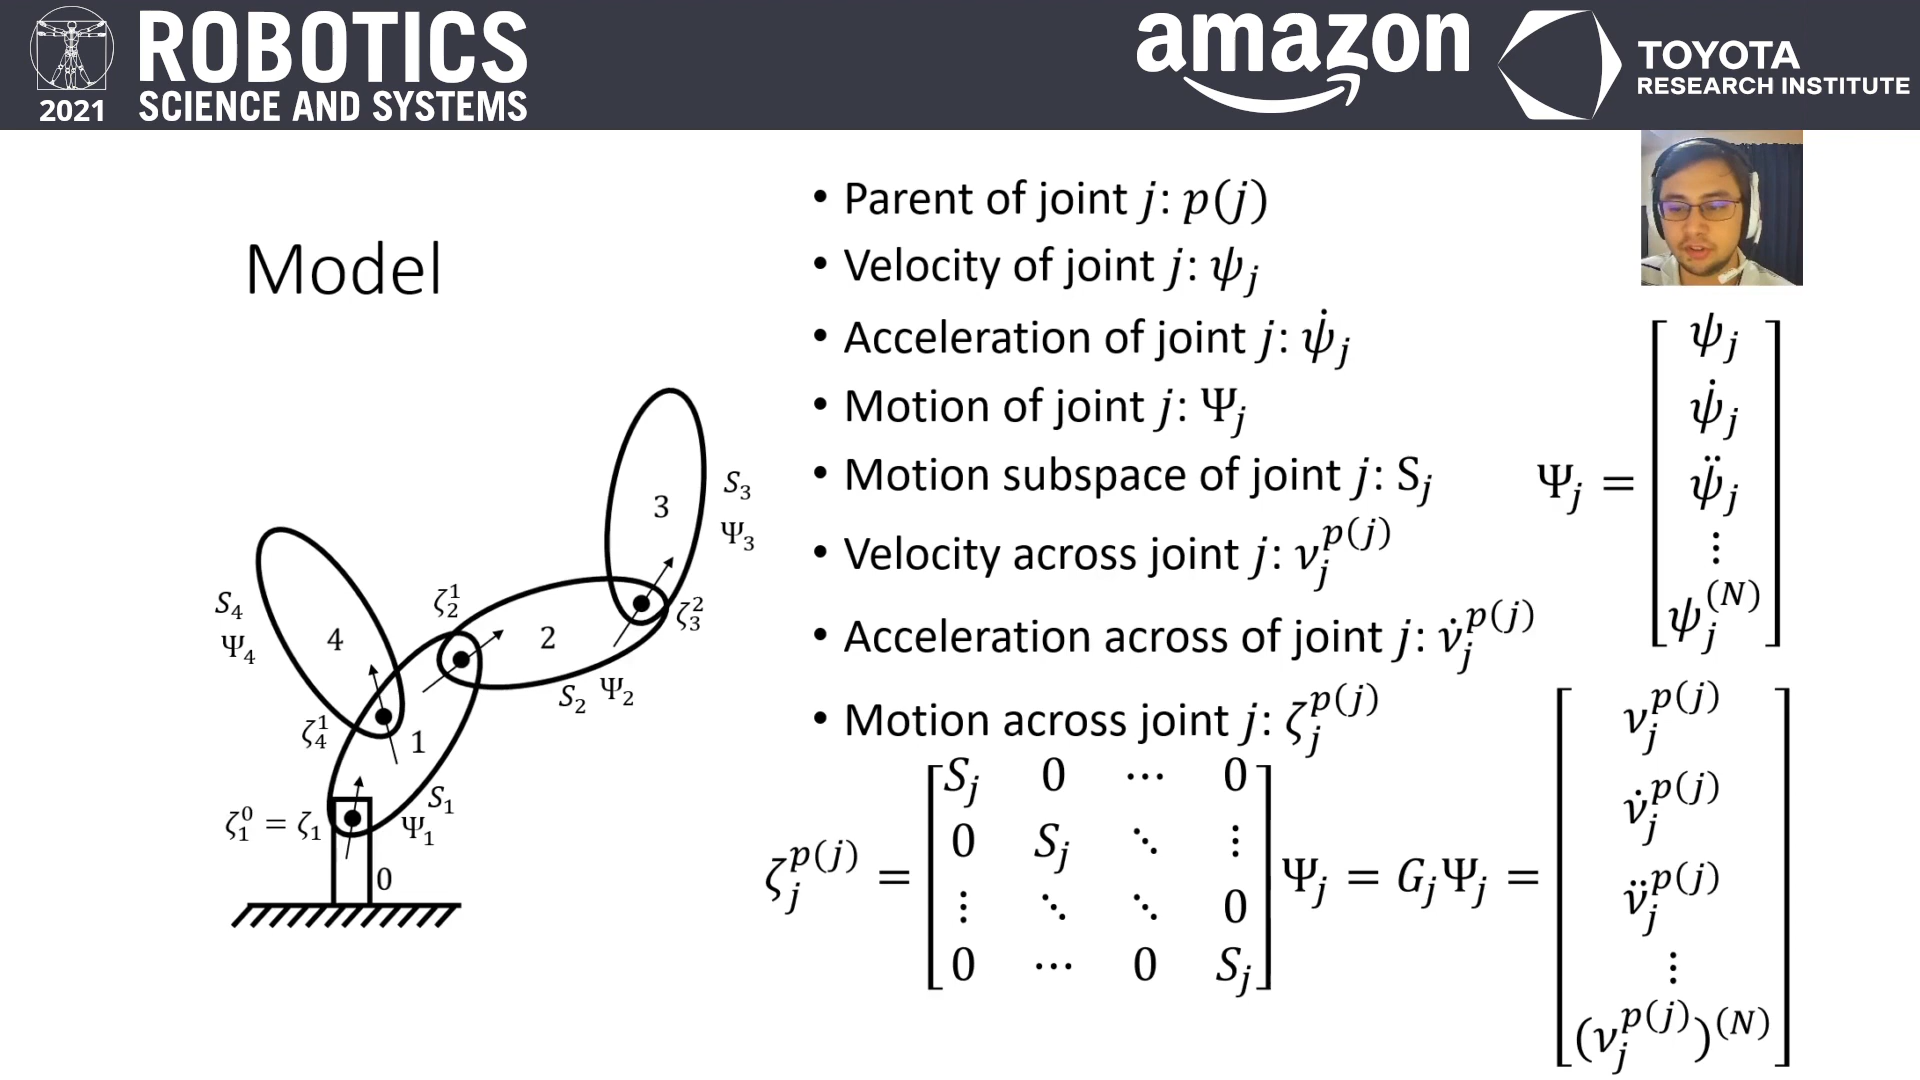 ROBOTICS
SCIENCE AND SYSTEMS
2021
amazon
TOYOTA
RESEARCH INSTITUTE
Model
• Parent of joint j: p(j)
• Velocity of joint j: ψ_j
• Acceleration of joint j: ψ̇_j
• Motion of joint j: Ψ_j
• Motion subspace of joint j: S_j
• Velocity across joint j: ν_j^{p(j)}
• Acceleration across of joint j: ν̇_j^{p(j)}
• Motion across joint j: ζ_j^{p(j)}
Ψ_j = [ψ_j
ψ̇_j
ψ̈_j
⋮
ψ_j^{(N)}]
ζ_j^{p(j)} = [S_j 0 ⋯ 0
0 S_j ⋱ ⋮
⋮ ⋱ ⋱ 0
0 ⋯ 0 S_j] Ψ_j = G_jΨ_j = [ν_j^{p(j)}
ν̇_j^{p(j)}
ν̈_j^{p(j)}
⋮
(ν_j^{p(j)})^{(N)}]
3
S_3
Ψ_3
ζ_3^2
ζ_2^1
2
S_2 Ψ_2
S_4
Ψ_4
4
ζ_4^1
1
S_1
Ψ_1
ζ_1^0 = ζ_1
0